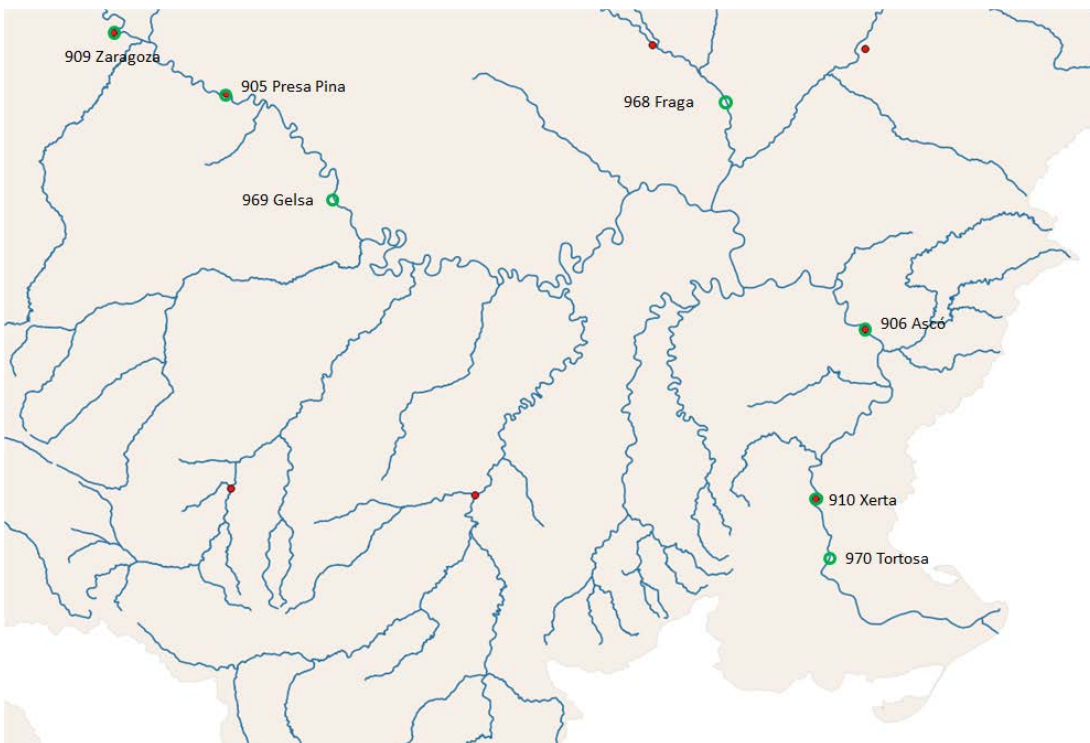 909 Zaragoza
905 Presa Pina
968 Fraga
969 Gelsa
906 Ascó
910 Xerta
970 Tortosa